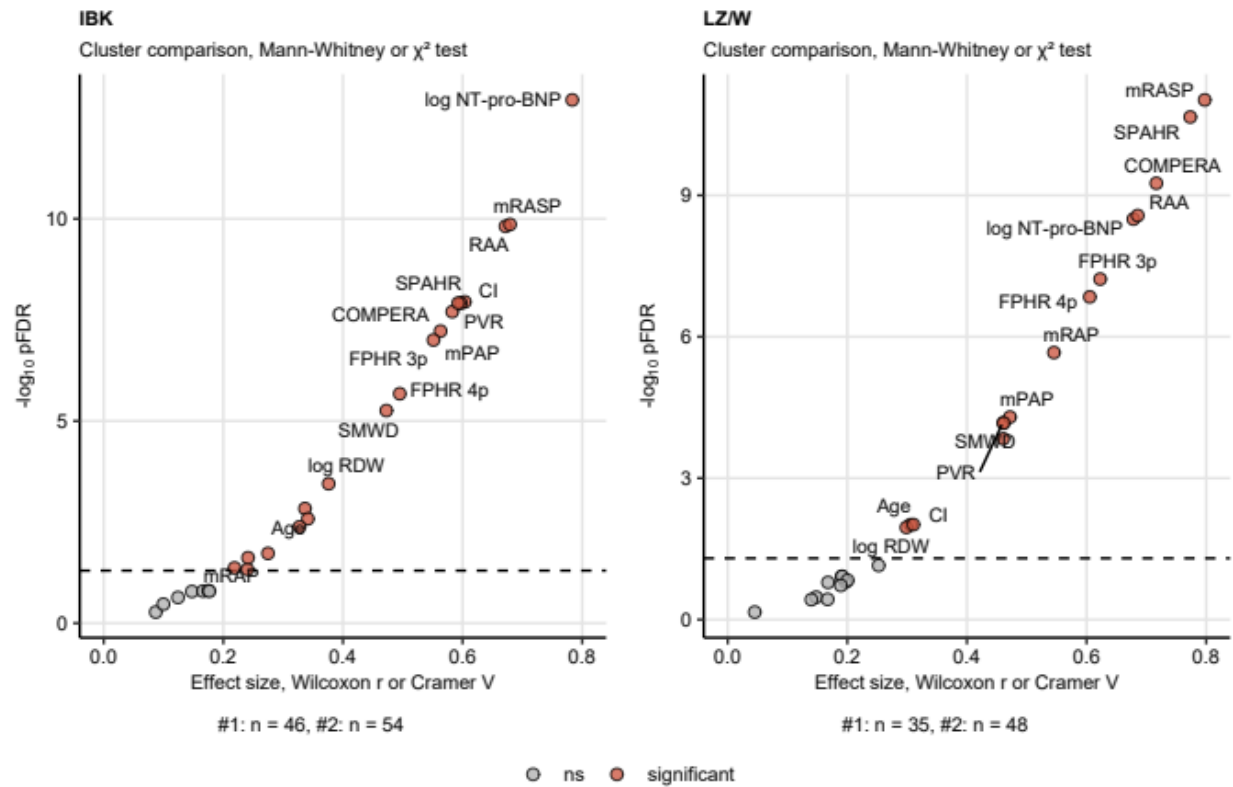 IBK
Cluster comparison, Mann-Whitney or χ² test
log NT-pro-BNP
mRASP
RAA
SPAHR
CI
COMPERA
PVR
FPHR 3p
mPAP
FPHR 4p
SMWD
log RDW
Age
mRAP
10
5
0
-log₁₀ pFDR
0.0 0.2 0.4 0.6 0.8
Effect size, Wilcoxon r or Cramer V
#1: n = 46, #2: n = 54
LZ/W
Cluster comparison, Mann-Whitney or χ² test
mRASP
SPAHR
COMPERA
RAA
log NT-pro-BNP
FPHR 3p
FPHR 4p
mRAP
mPAP
SMWD
PVR
Age
CI
log RDW
9
6
3
0
-log₁₀ pFDR
0.0 0.2 0.4 0.6 0.8
Effect size, Wilcoxon r or Cramer V
#1: n = 35, #2: n = 48
ns significant